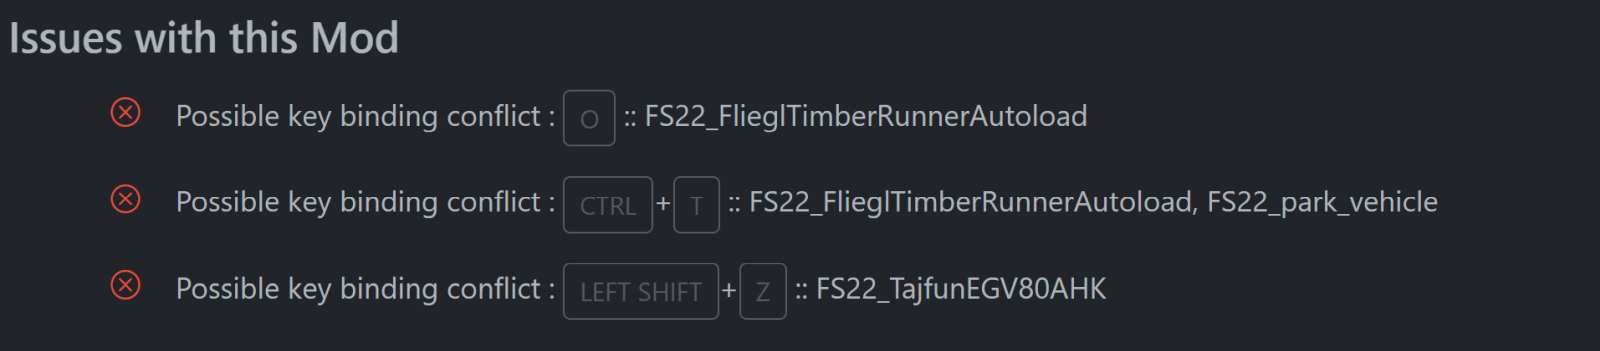 Issues with this Mod
Possible key binding conflict : O :: FS22_FlieglTimberRunnerAutoload
Possible key binding conflict : CTRL + T :: FS22_FlieglTimberRunnerAutoload, FS22_park_vehicle
Possible key binding conflict : LEFT SHIFT + Z :: FS22_TajfunEGV80AHK